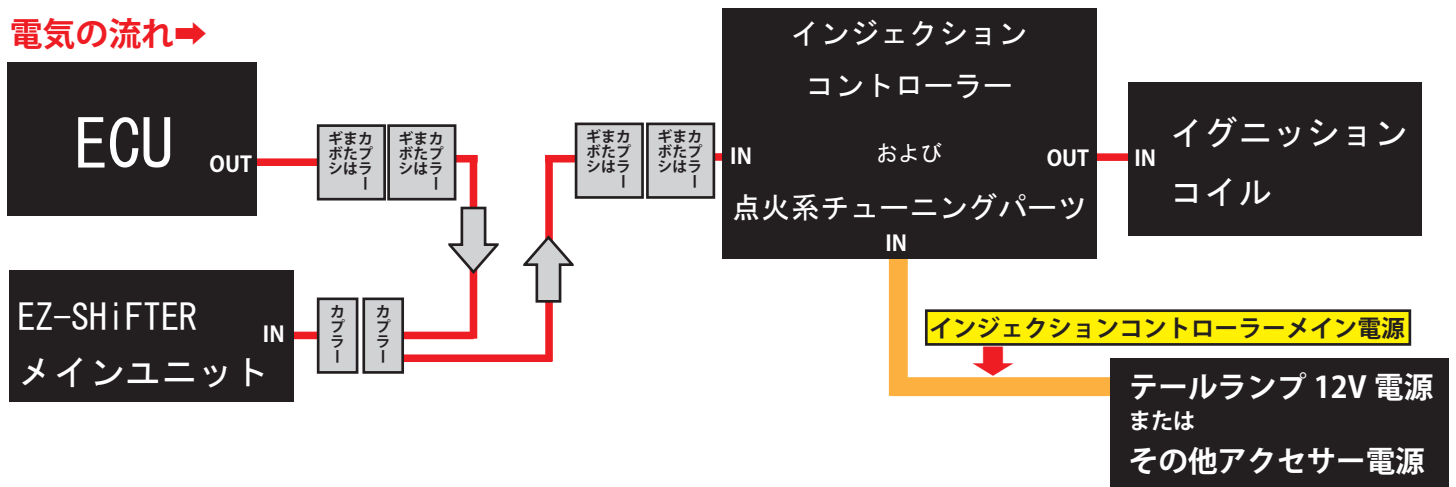 電気の流れ➡
ECU
OUT
カプラー
または
ギボシ
カプラー
または
ギボシ
カプラー
または
ギボシ
カプラー
または
ギボシ
IN
インジェクション
コントローラー
および
点火系チューニングパーツ
OUT
IN
IN
イグニッション
コイル
EZ-SHiFTER
メインユニット
IN
カプラー
カプラー
インジェクションコントローラーメイン電源
テールランプ 12V 電源
または
その他アクセサー電源